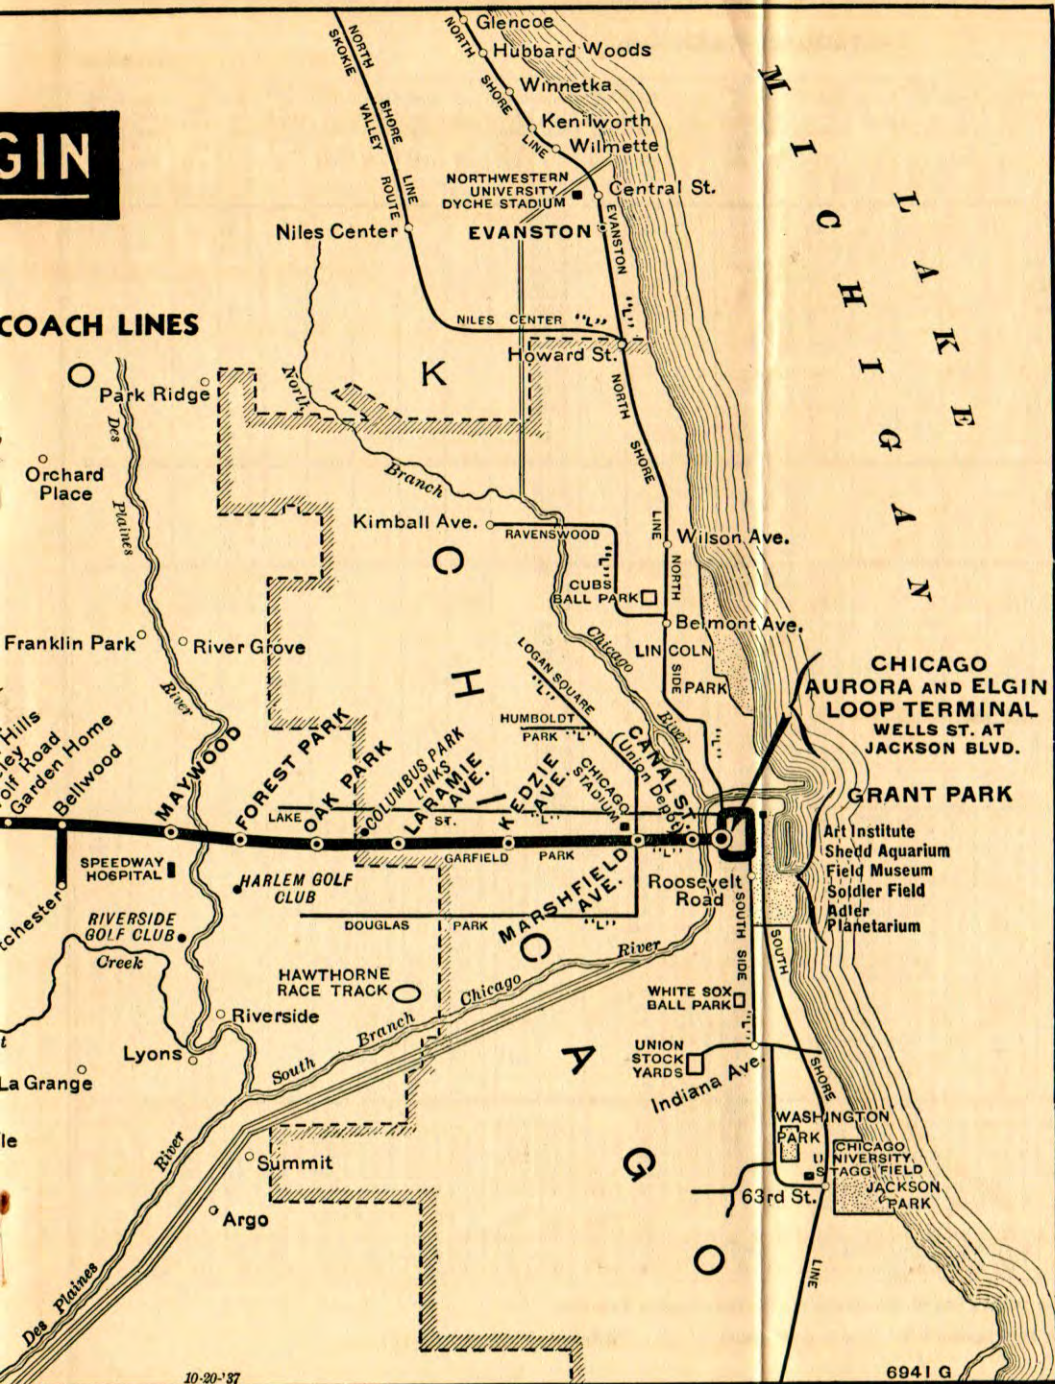 GIN
COACH LINES
Glencoe
NORTH
Hubbard Woods
SHORE
Winnetka
Kenilworth
LINE
Wilmette
NORTH SHORE LINE
SKOKIE VALLEY ROUTE
NORTHWESTERN
UNIVERSITY
DYCHE STADIUM
Central St.
Niles Center
EVANSTON
EVANSTON "L"
NILES CENTER "L"
Howard St.
MICHIGAN
LAKE
O
K
Park Ridge
Des
Plaines
River
Orchard
Place
North
Branch
Chicago
River
NORTH
SHORE
LINE
Kimball Ave.
RAVENSWOOD
"L"
Wilson Ave.
CUBS
BALL PARK
NORTH
SIDE
"L"
Belmont Ave.
LINCOLN
PARK
Franklin Park
River Grove
LOGAN SQUARE
"L"
HUMBOLDT
PARK "L"
CHICAGO
AURORA AND ELGIN
LOOP TERMINAL
WELLS ST. AT
JACKSON BLVD.
Hills
ley
olf Road
Garden Home
Bellwood
MAYWOOD
FOREST PARK
OAK PARK
COLUMBUS PARK
LINKS
LARAMIE
AVE.
KEDZIE
AVE.
CHICAGO
STADIUM
CANAL ST.
(Union Depot)
LAKE ST. "L"
GARFIELD PARK "L"
MARSHFIELD
AVE.
GRANT PARK
Art Institute
Shedd Aquarium
Field Museum
Soldier Field
Adler
Planetarium
SPEEDWAY
HOSPITAL
HARLEM GOLF
CLUB
Roosevelt
Road
tchester
RIVERSIDE
GOLF CLUB
Creek
DOUGLAS PARK "L"
CHICAGO
SOUTH SIDE "L"
SOUTH
SHORE
LINE
HAWTHORNE
RACE TRACK
South Branch Chicago River
WHITE SOX
BALL PARK
Riverside
Lyons
t
La Grange
le
UNION
STOCK
YARDS
Indiana Ave.
WASHINGTON
PARK
CHICAGO
UNIVERSITY
STAGG FIELD
JACKSON
PARK
63rd St.
Summit
Argo
River
Des Plaines
10-20-'37
6941 G